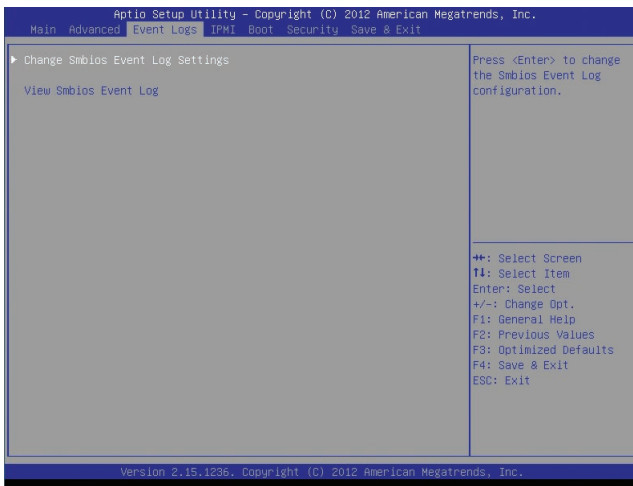 Aptio Setup Utility – Copyright (C) 2012 American Megatrends, Inc.
Main Advanced Event Logs IPMI Boot Security Save & Exit
▶ Change Smbios Event Log Settings
View Smbios Event Log
Press <Enter> to change
the Smbios Event Log
configuration.
→←: Select Screen
↑↓: Select Item
Enter: Select
+/-: Change Opt.
F1: General Help
F2: Previous Values
F3: Optimized Defaults
F4: Save & Exit
ESC: Exit
Version 2.15.1236. Copyright (C) 2012 American Megatrends, Inc.